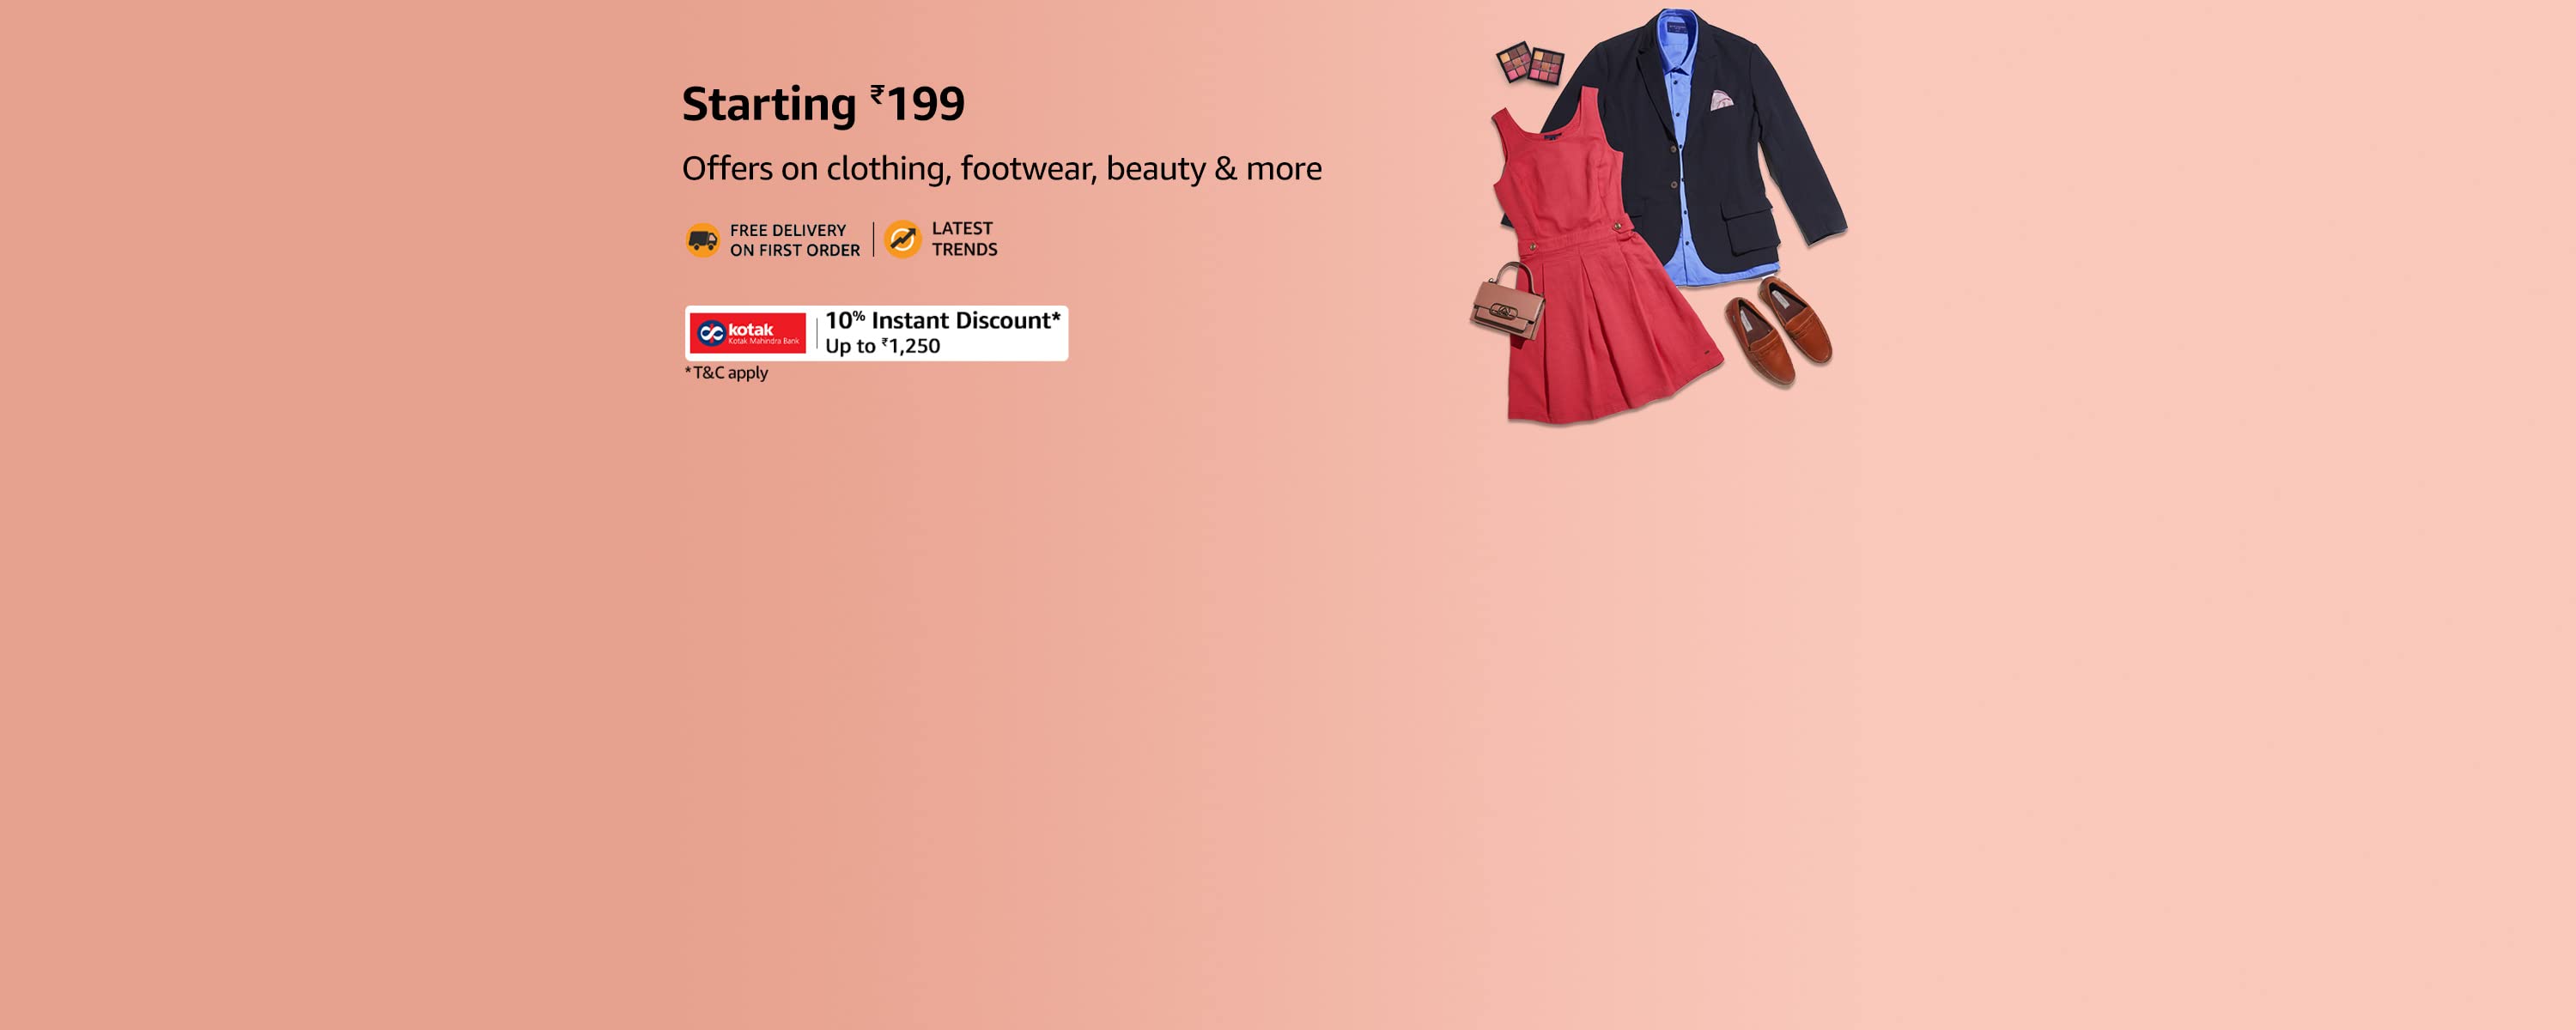 Starting ₹199
Offers on clothing, footwear, beauty & more
FREE DELIVERY
ON FIRST ORDER
LATEST
TRENDS
kotak
Kotak Mahindra Bank
10% Instant Discount*
Up to ₹1,250
*T&C apply